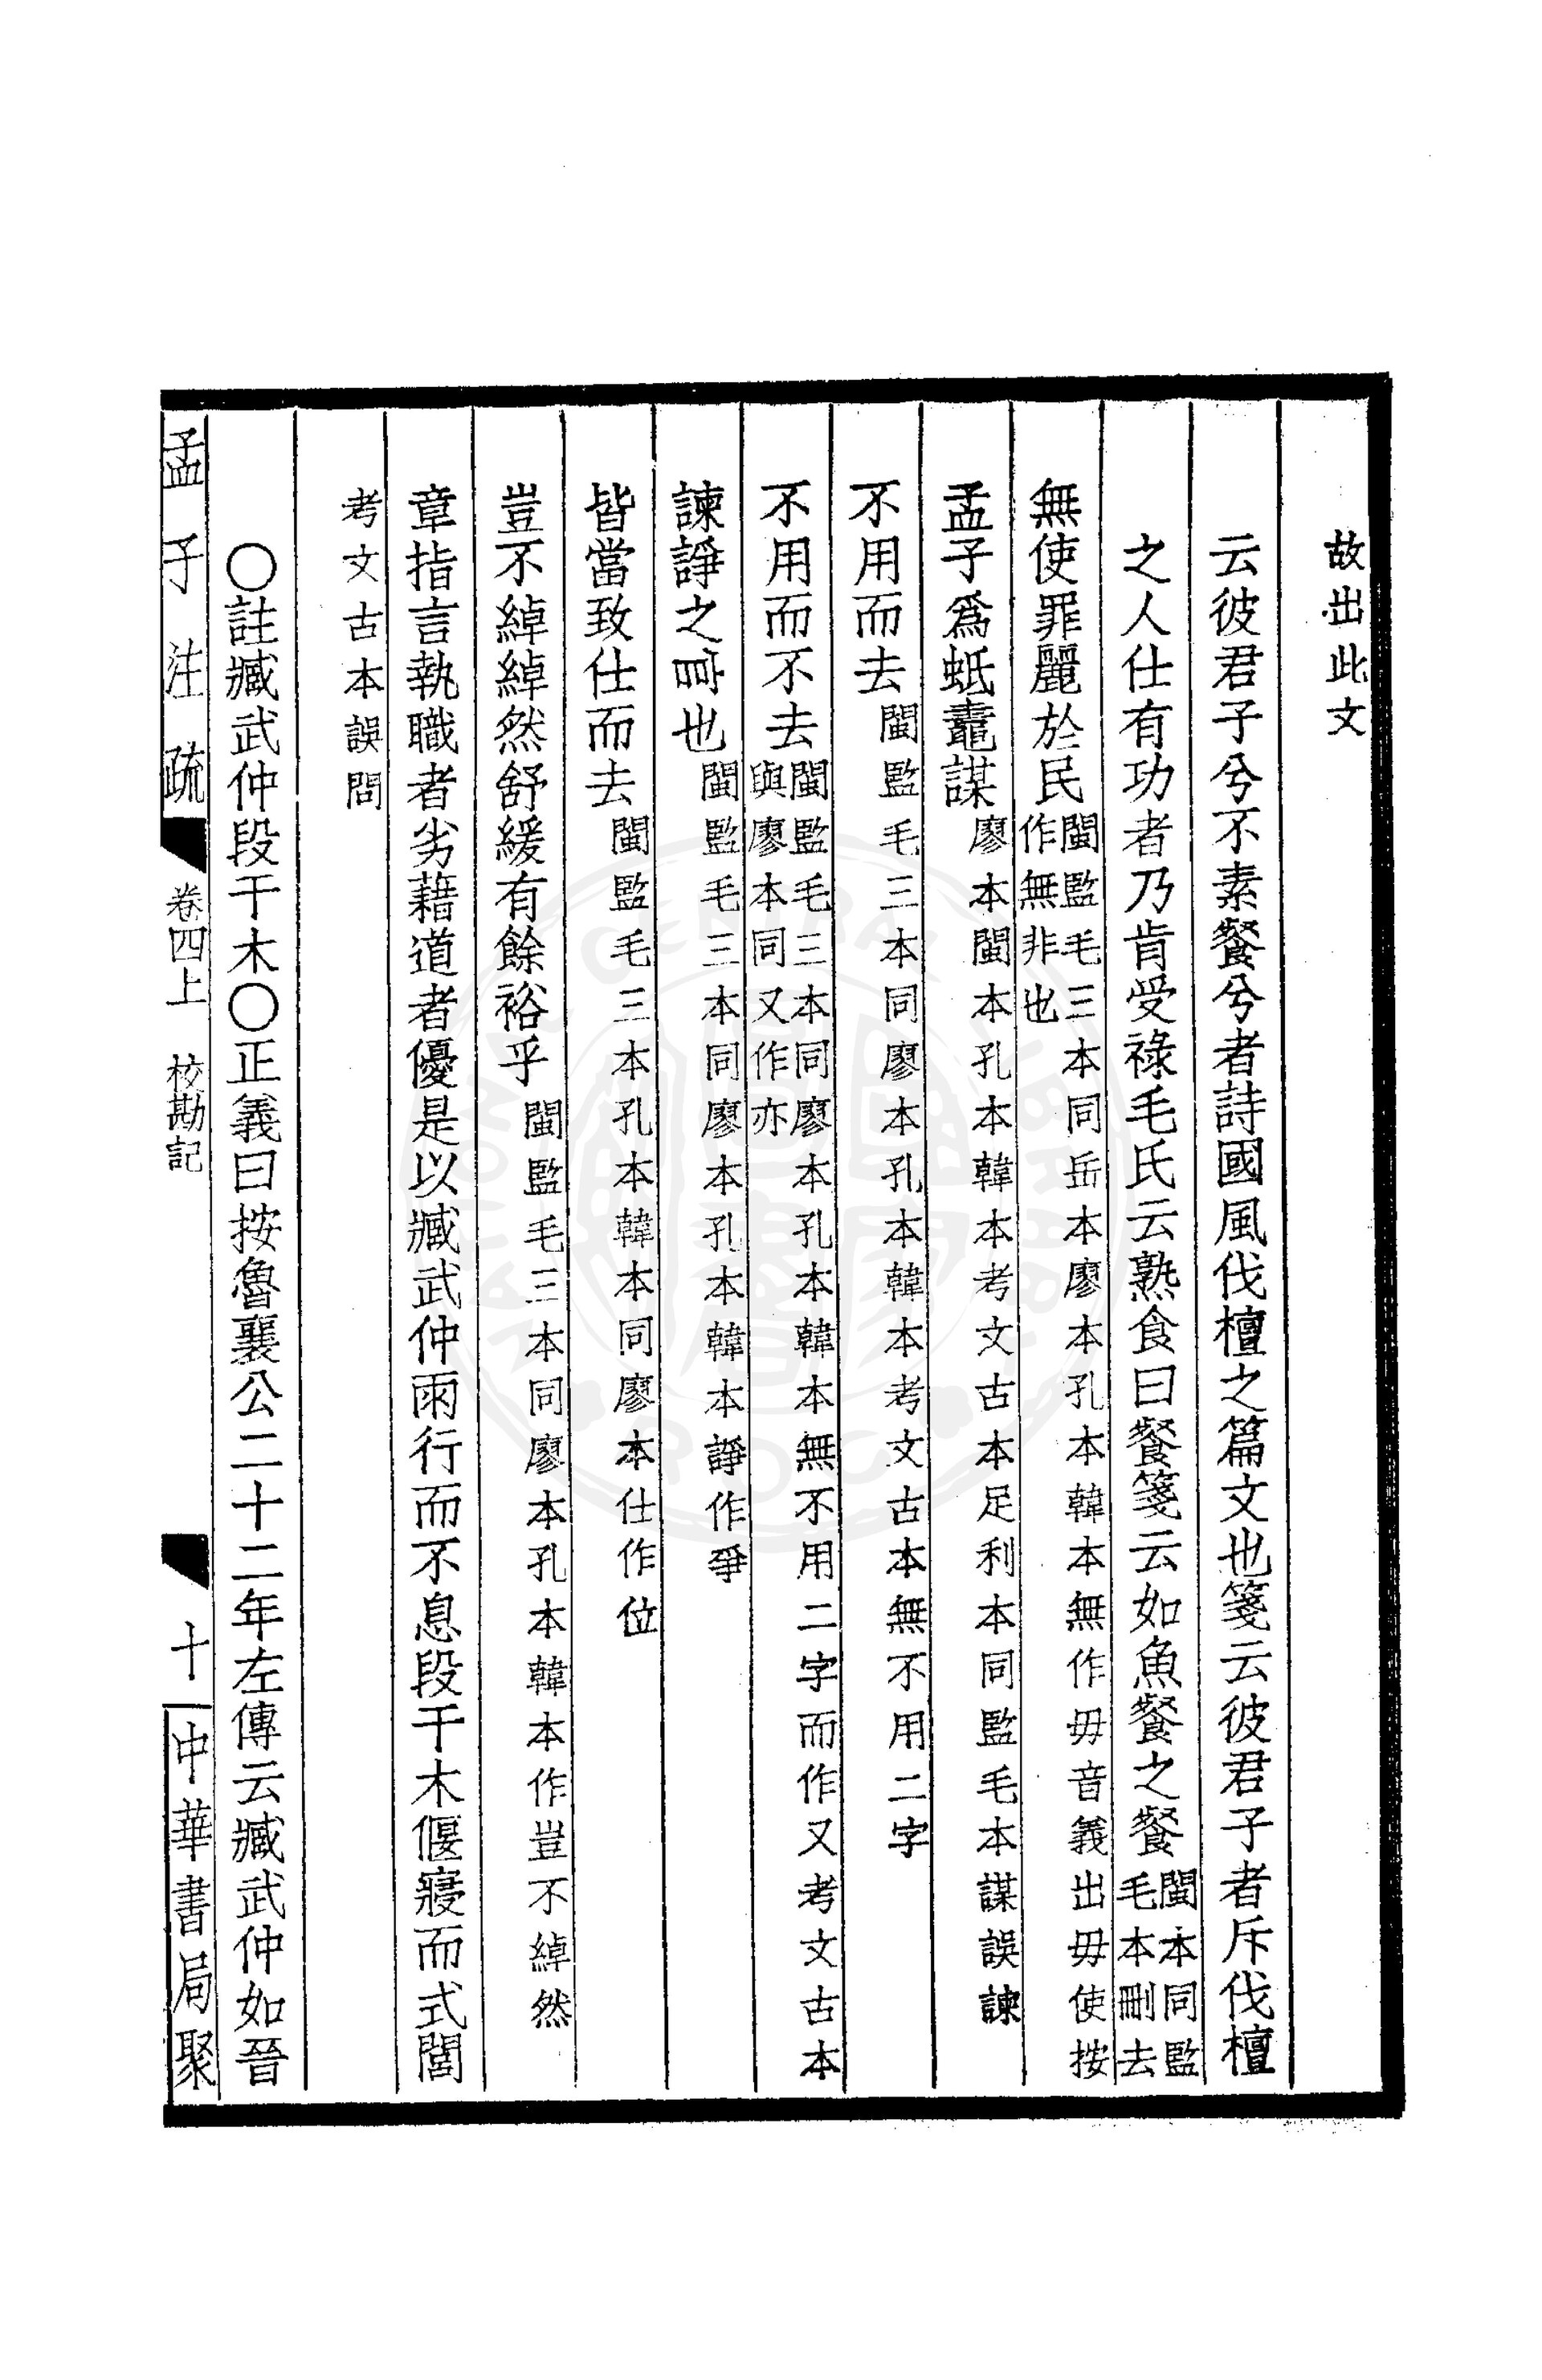 故出此文
云彼君子兮不素餐兮者詩國風伐檀之篇文也箋云彼君子者斥伐檀
之人仕有功者乃肯受祿毛氏云熟食曰餐箋云如魚餐之餐閩本同監
毛本刪去
無使罪麗於民閩監毛三本同岳本廖本孔本韓本無作毋音義出毋使按
作無非也
孟子爲蚔鼃謀廖本閩本孔本韓本考文古本足利本同監毛本謀誤諫
不用而去閩監毛三本同廖本孔本韓本考文古本無不用二字
不用而不去閩監毛三本同廖本孔本韓本無不用二字而作又考文古本
與廖本同又作亦
諫諍之官也閩監毛三本同廖本孔本韓本諍作爭
皆當致仕而去閩監毛三本孔本韓本同廖本仕作位
豈不綽綽然舒緩有餘裕乎閩監毛三本同廖本孔本韓本作豈不綽然
章指言執職者劣藉道者優是以臧武仲雨行而不息段干木偃寢而式閭
考文古本誤閭
〇註臧武仲段干木〇正義曰按魯襄公二十二年左傳云臧武仲如晉
孟子注疏 卷四上 校勘記 十一 中華書局聚